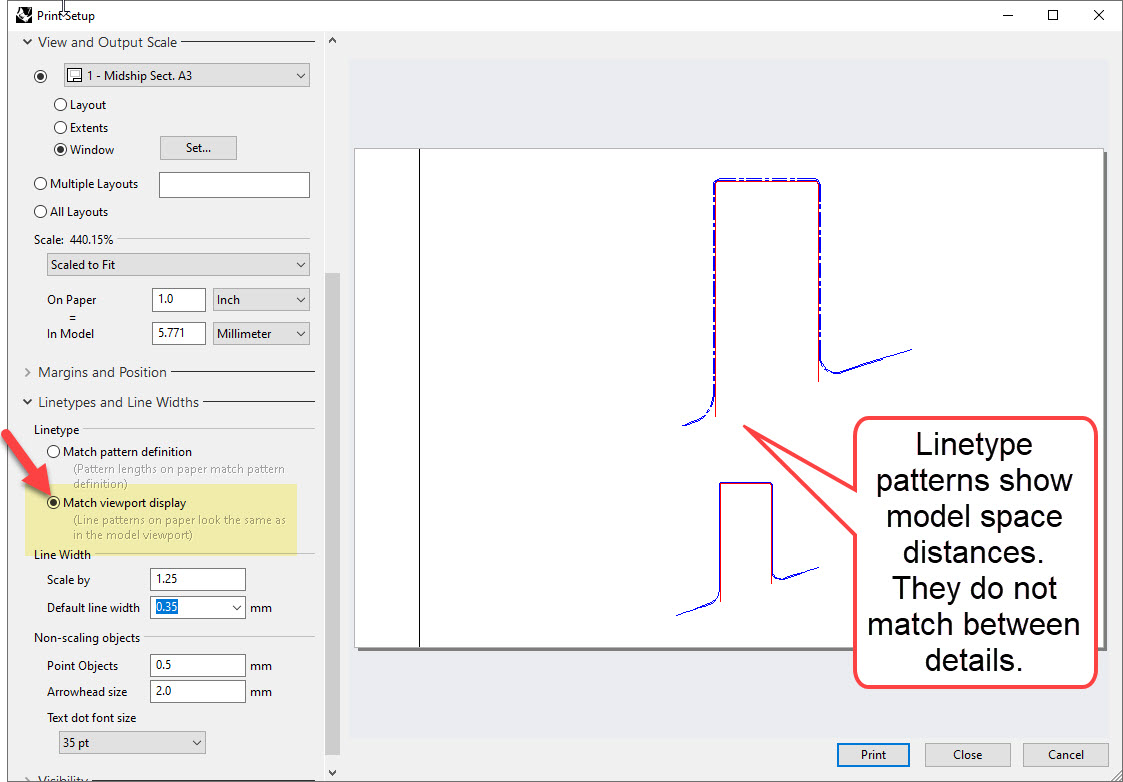 Print Setup
View and Output Scale
1 - Midship Sect. A3
Layout
Extents
Window
Set...
Multiple Layouts
All Layouts
Scale: 440.15%
Scaled to Fit
On Paper
1.0
Inch
=
In Model
5.771
Millimeter
Margins and Position
Linetypes and Line Widths
Linetype
Match pattern definition
(Pattern lengths on paper match pattern
definition)
Match viewport display
(Line patterns on paper look the same as
in the model viewport)
Line Width
Scale by
1.25
Default line width
0.35
mm
Non-scaling objects
Point Objects
0.5
mm
Arrowhead size
2.0
mm
Text dot font size
35 pt
Visibility
Linetype
patterns show
model space
distances.
They do not
match between
details.
Print
Close
Cancel